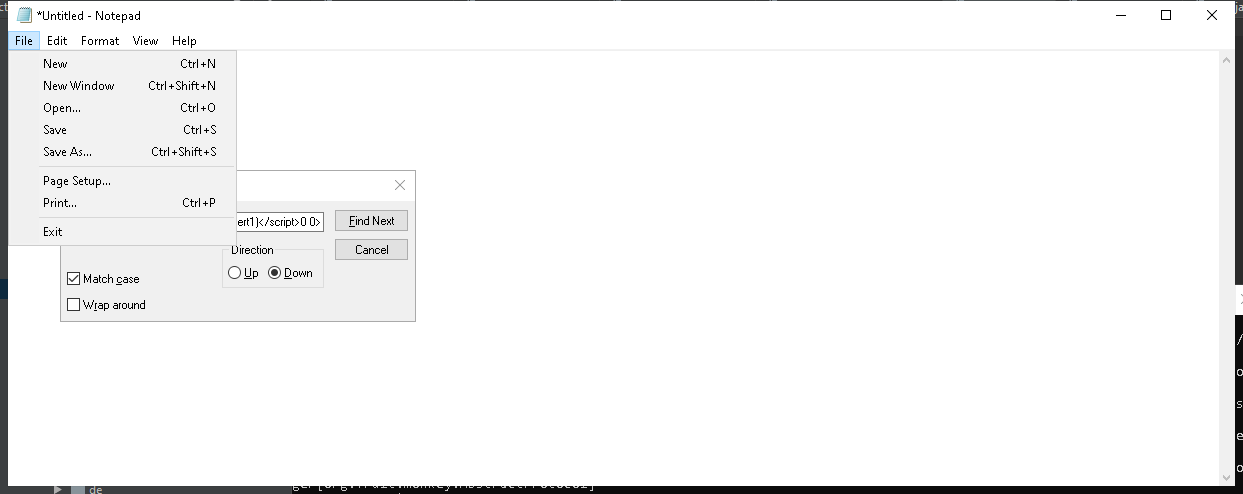 *Untitled - Notepad
File Edit Format View Help
New Ctrl+N
New Window Ctrl+Shift+N
Open... Ctrl+O
Save Ctrl+S
Save As... Ctrl+Shift+S
Page Setup...
Print... Ctrl+P
Exit
ert1)</script>0 0>
Find Next
Cancel
Direction
Up Down
Match case
Wrap around
de